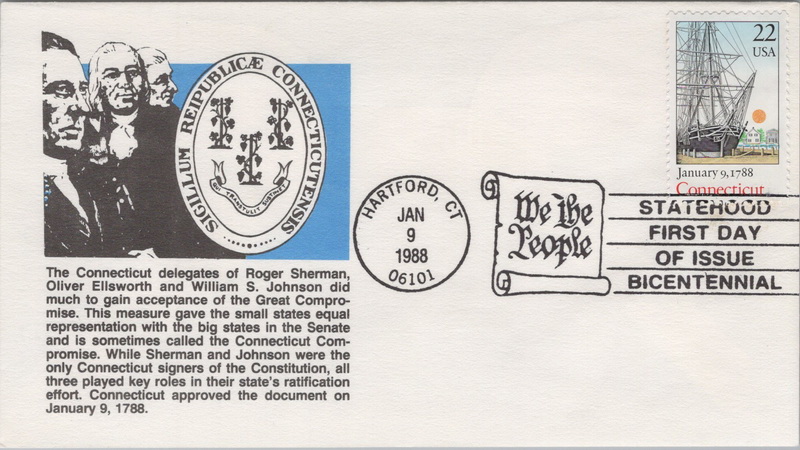 SIGILLUM REIPUBLICÆ CONNECTICUTENSIS
QUI TRANSTULIT SUSTINET
The Connecticut delegates of Roger Sherman,
Oliver Ellsworth and William S. Johnson did
much to gain acceptance of the Great Compro-
mise. This measure gave the small states equal
representation with the big states in the Senate
and is sometimes called the Connecticut Com-
promise. While Sherman and Johnson were the
only Connecticut signers of the Constitution, all
three played key roles in their state's ratification
effort. Connecticut approved the document on
January 9, 1788.
HARTFORD, CT
JAN
9
1988
06101
We the
People
22
USA
January 9, 1788
Connecticut
STATEHOOD
FIRST DAY
OF ISSUE
BICENTENNIAL